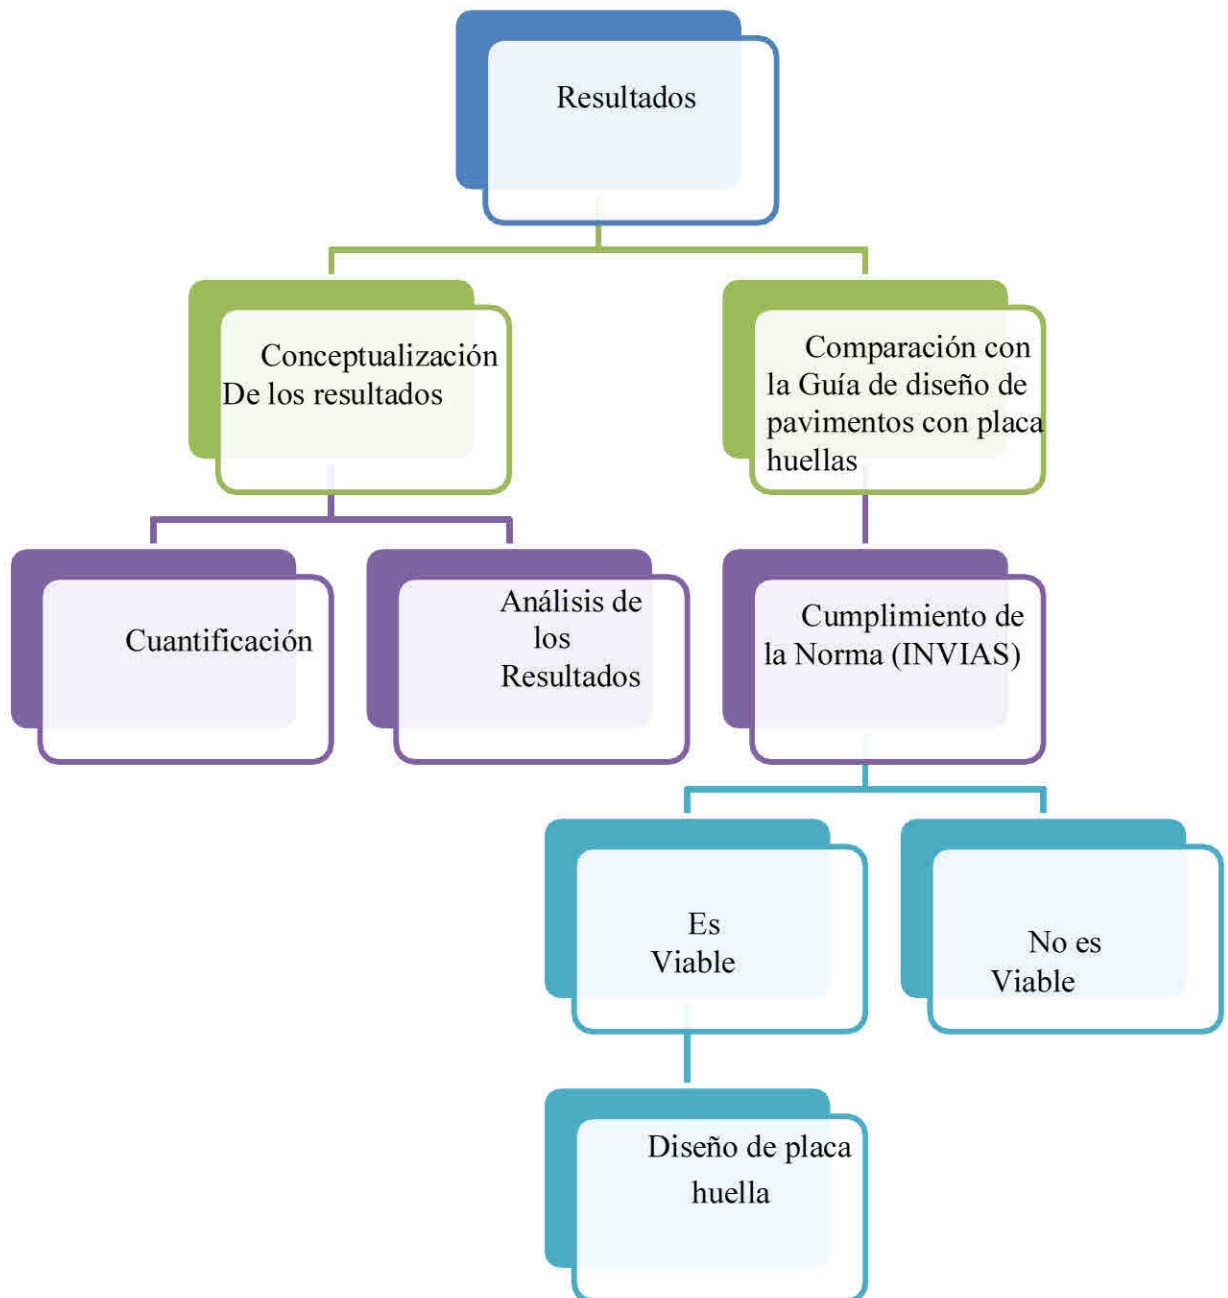 Resultados
Conceptualización
De los resultados
Comparación con
la Guía de diseño de
pavimentos con placa
huellas
Cuantificación
Análisis de
los
Resultados
Cumplimiento de
la Norma (INVIAS)
Es
Viable
No es
Viable
Diseño de placa
huella